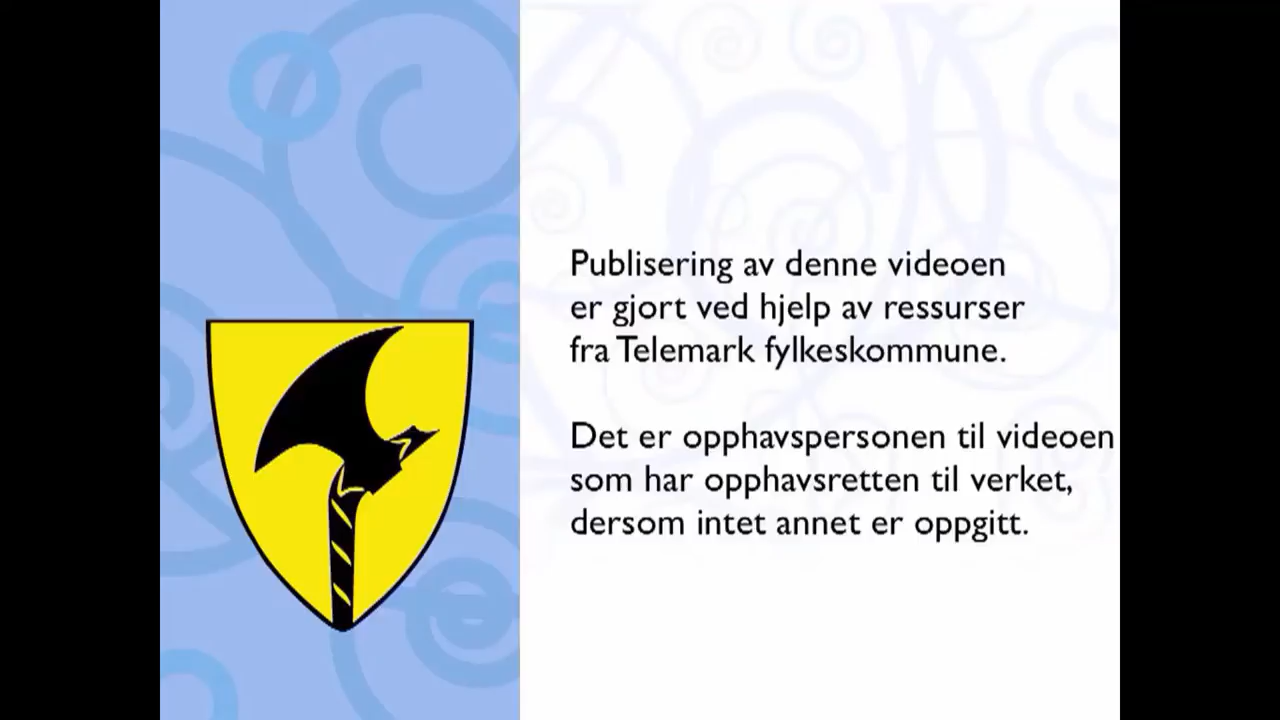 Publisering av denne videoen
er gjort ved hjelp av ressurser
fra Telemark fylkeskommune.
Det er opphavspersonen til videoen
som har opphavsretten til verket,
dersom intet annet er oppgitt.